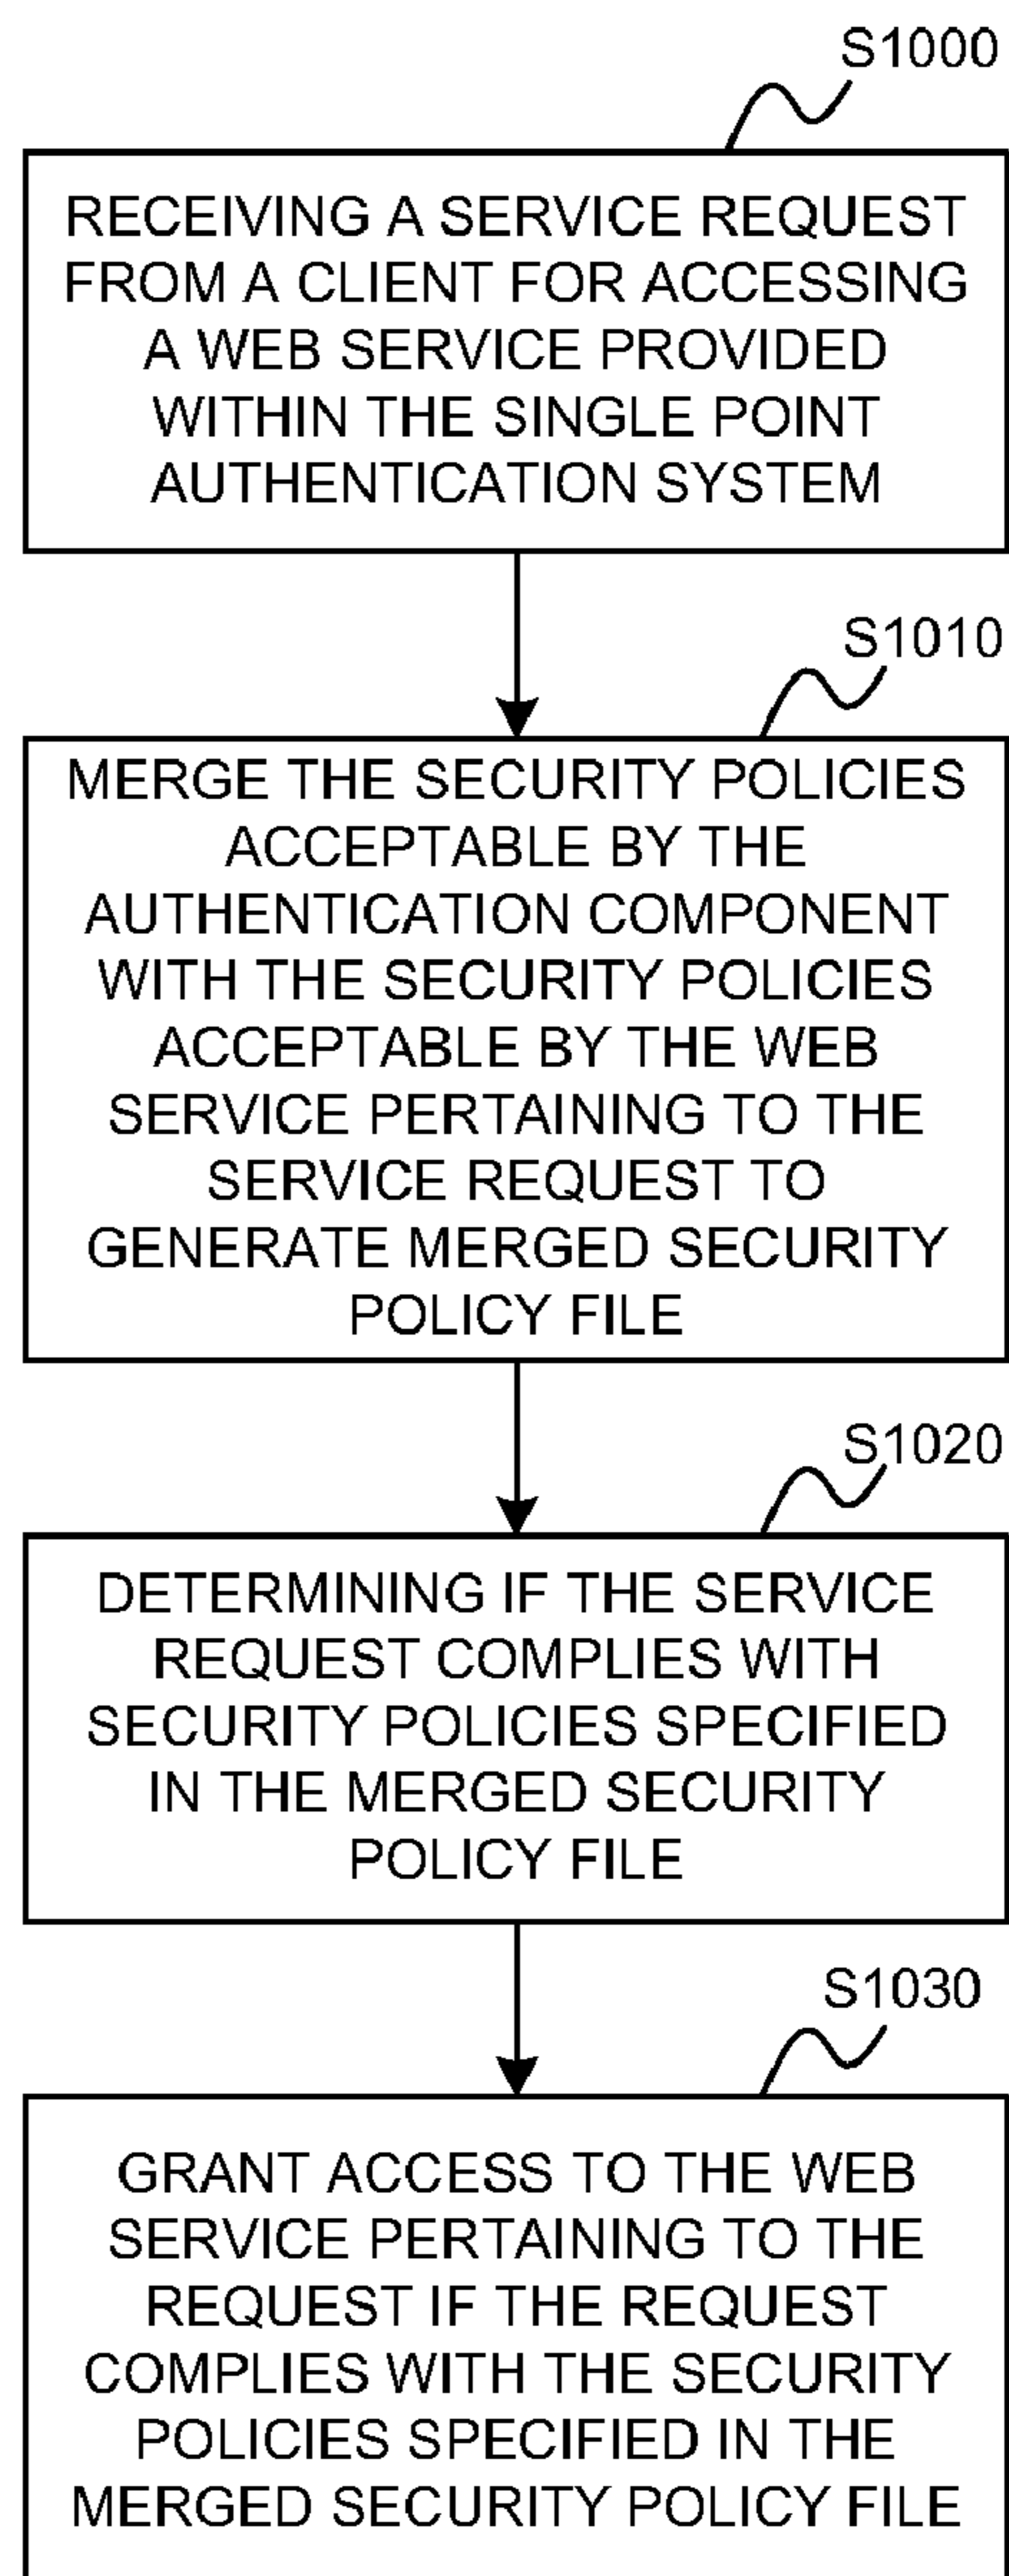 S1000
RECEIVING A SERVICE REQUEST
FROM A CLIENT FOR ACCESSING
A WEB SERVICE PROVIDED
WITHIN THE SINGLE POINT
AUTHENTICATION SYSTEM
S1010
MERGE THE SECURITY POLICIES
ACCEPTABLE BY THE
AUTHENTICATION COMPONENT
WITH THE SECURITY POLICIES
ACCEPTABLE BY THE WEB
SERVICE PERTAINING TO THE
SERVICE REQUEST TO
GENERATE MERGED SECURITY
POLICY FILE
S1020
DETERMINING IF THE SERVICE
REQUEST COMPLIES WITH
SECURITY POLICIES SPECIFIED
IN THE MERGED SECURITY
POLICY FILE
S1030
GRANT ACCESS TO THE WEB
SERVICE PERTAINING TO THE
REQUEST IF THE REQUEST
COMPLIES WITH THE SECURITY
POLICIES SPECIFIED IN THE
MERGED SECURITY POLICY FILE